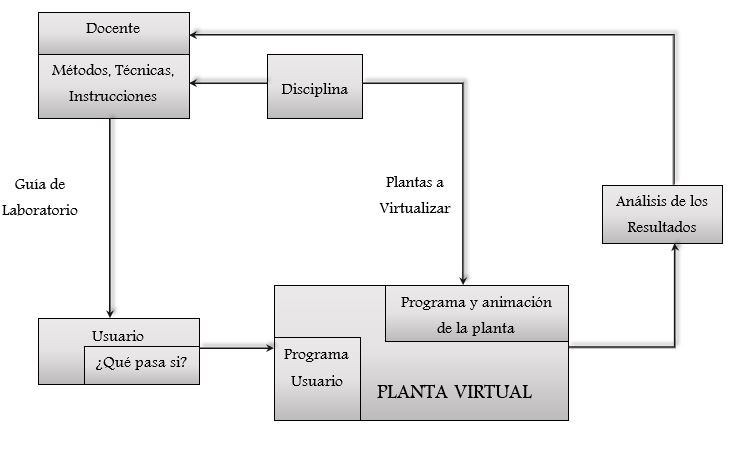 Docente
Métodos, Técnicas,
Instrucciones
Disciplina
Guía de
Laboratorio
Plantas a
Virtualizar
Análisis de los
Resultados
Usuario
¿Qué pasa si?
Programa y animación
de la planta
Programa
Usuario
PLANTA VIRTUAL